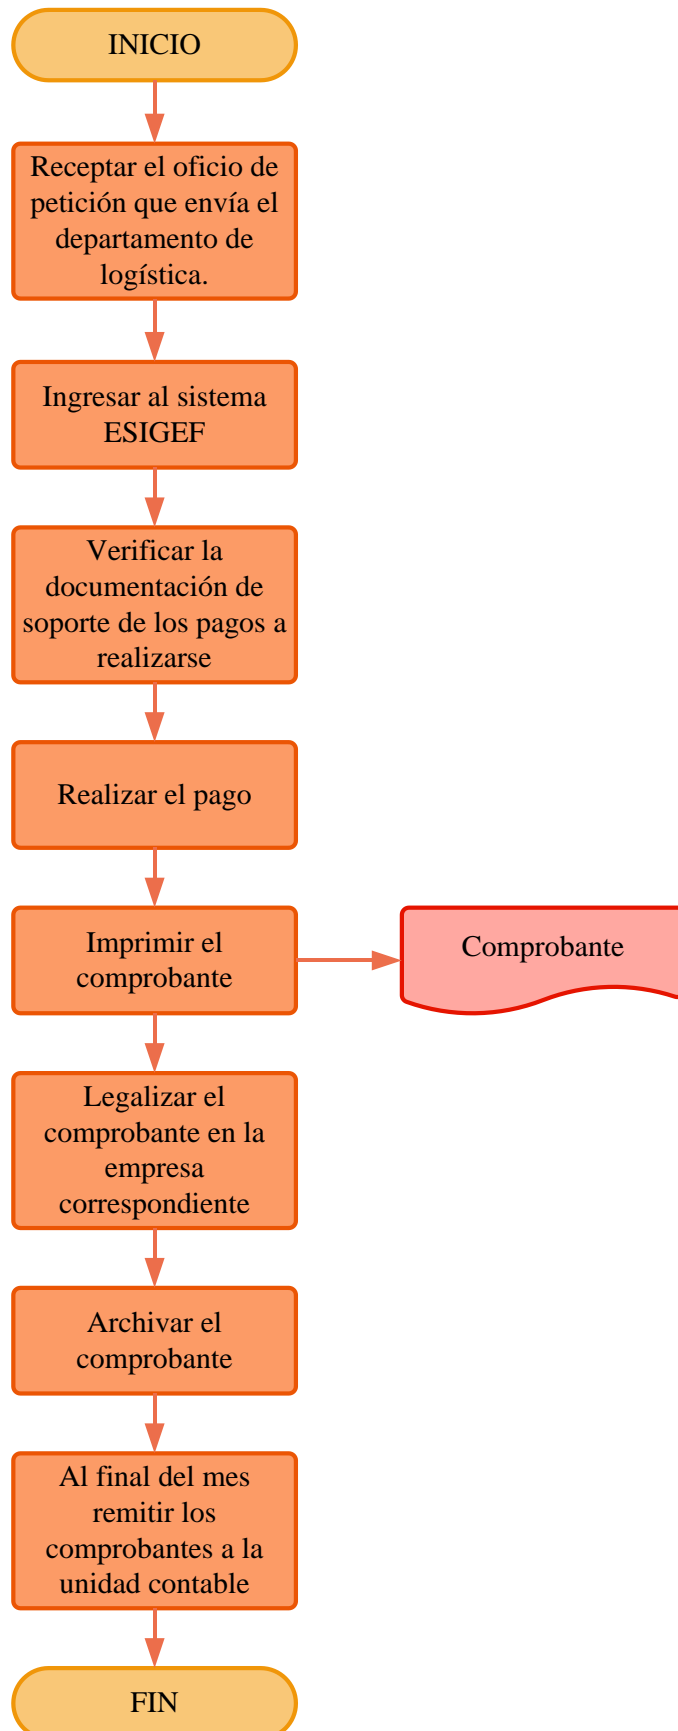 INICIO
Receptar el oficio de
petición que envía el
departamento de
logística.
Ingresar al sistema
ESIGEF
Verificar la
documentación de
soporte de los pagos a
realizarse
Realizar el pago
Imprimir el
comprobante
Comprobante
Legalizar el
comprobante en la
empresa
correspondiente
Archivar el
comprobante
Al final del mes
remitir los
comprobantes a la
unidad contable
FIN